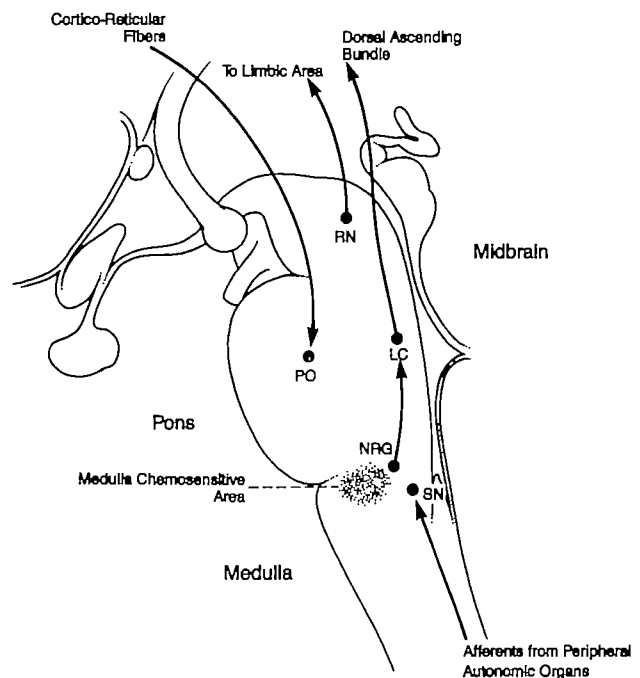 Cortico-Reticular
Fibers
Dorsal Ascending
Bundle
To Limbic Area
RN
Midbrain
LC
PO
Pons
NRG
Medulla Chemosensitive
Area
SN
Medulla
Afferents from Peripheral
Autonomic Organs